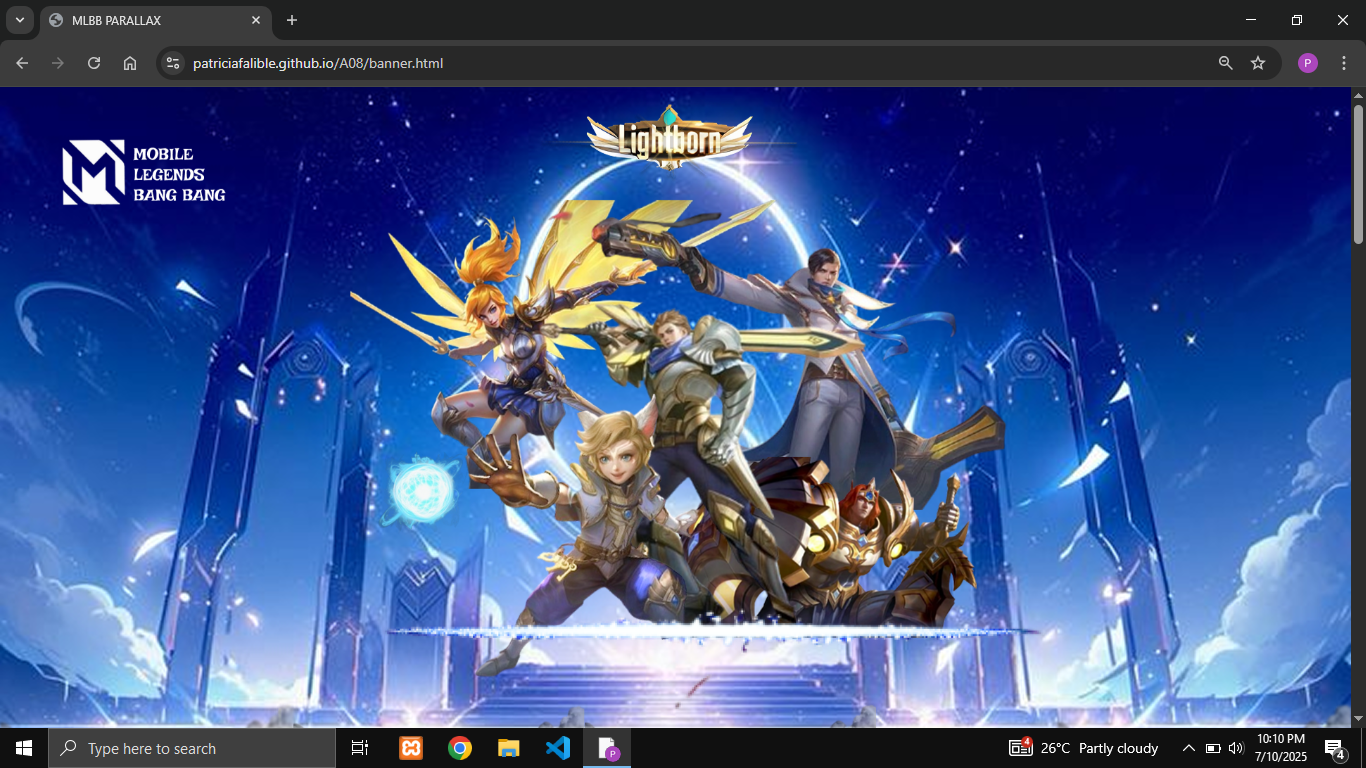 MLBB PARALLAX
patriciafalible.github.io/A08/banner.html
P
Lightborn
MOBILE
LEGENDS
BANG BANG
Type here to search
P
4
26°C Partly cloudy
10:10 PM
7/10/2025
4